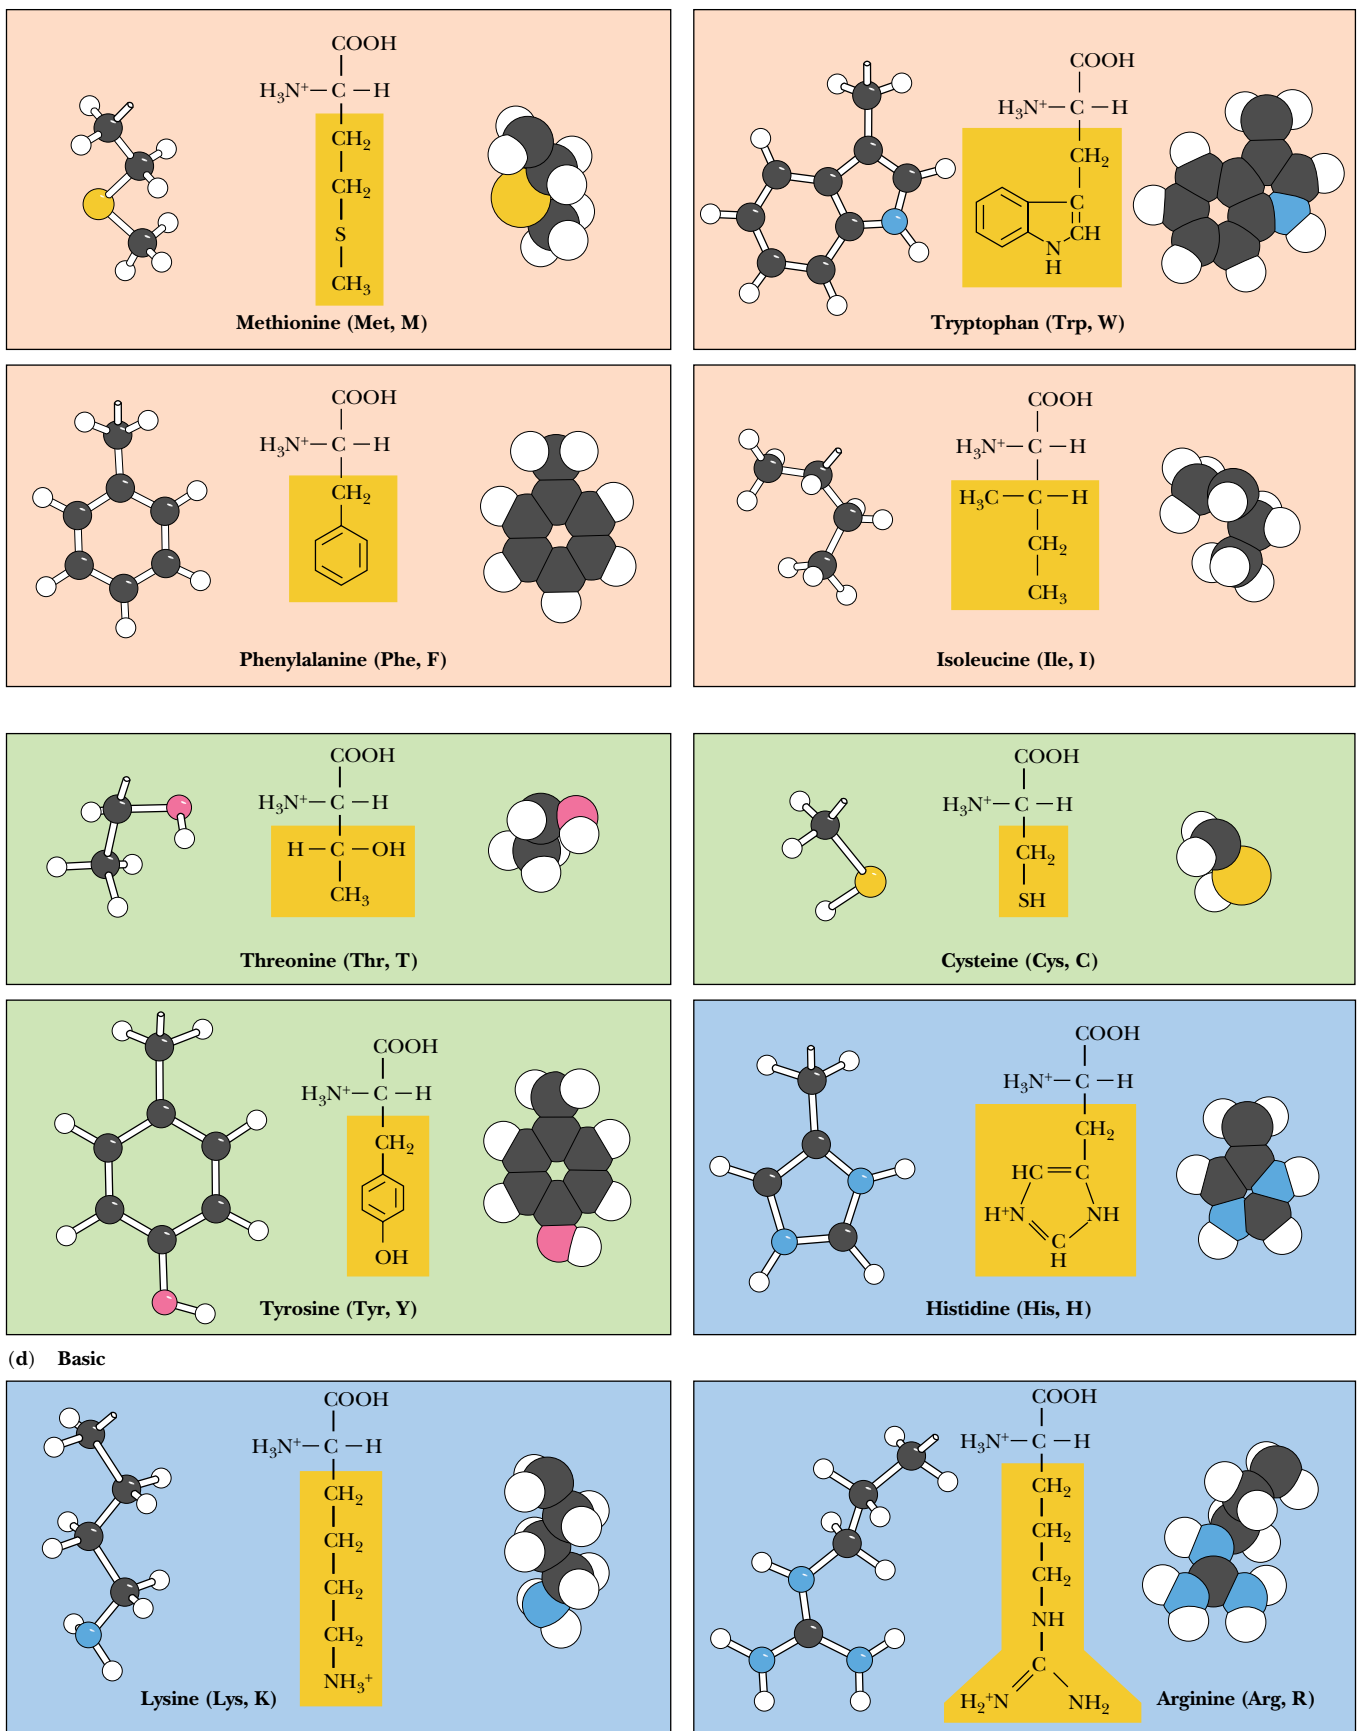 COOH
H₃N⁺—C—H
CH₂
CH₂
S
CH₃
Methionine (Met, M)
COOH
H₃N⁺—C—H
CH₂
C
CH
N
H
Tryptophan (Trp, W)
COOH
H₃N⁺—C—H
CH₂
Phenylalanine (Phe, F)
COOH
H₃N⁺—C—H
H₃C—C—H
CH₂
CH₃
Isoleucine (Ile, I)
COOH
H₃N⁺—C—H
H—C—OH
CH₃
Threonine (Thr, T)
COOH
H₃N⁺—C—H
CH₂
SH
Cysteine (Cys, C)
COOH
H₃N⁺—C—H
CH₂
OH
Tyrosine (Tyr, Y)
COOH
H₃N⁺—C—H
CH₂
HC=C
H⁺N NH
C
H
Histidine (His, H)
(d) Basic
COOH
H₃N⁺—C—H
CH₂
CH₂
CH₂
CH₂
NH₃⁺
Lysine (Lys, K)
COOH
H₃N⁺—C—H
CH₂
CH₂
CH₂
NH
C
H₂⁺N NH₂
Arginine (Arg, R)